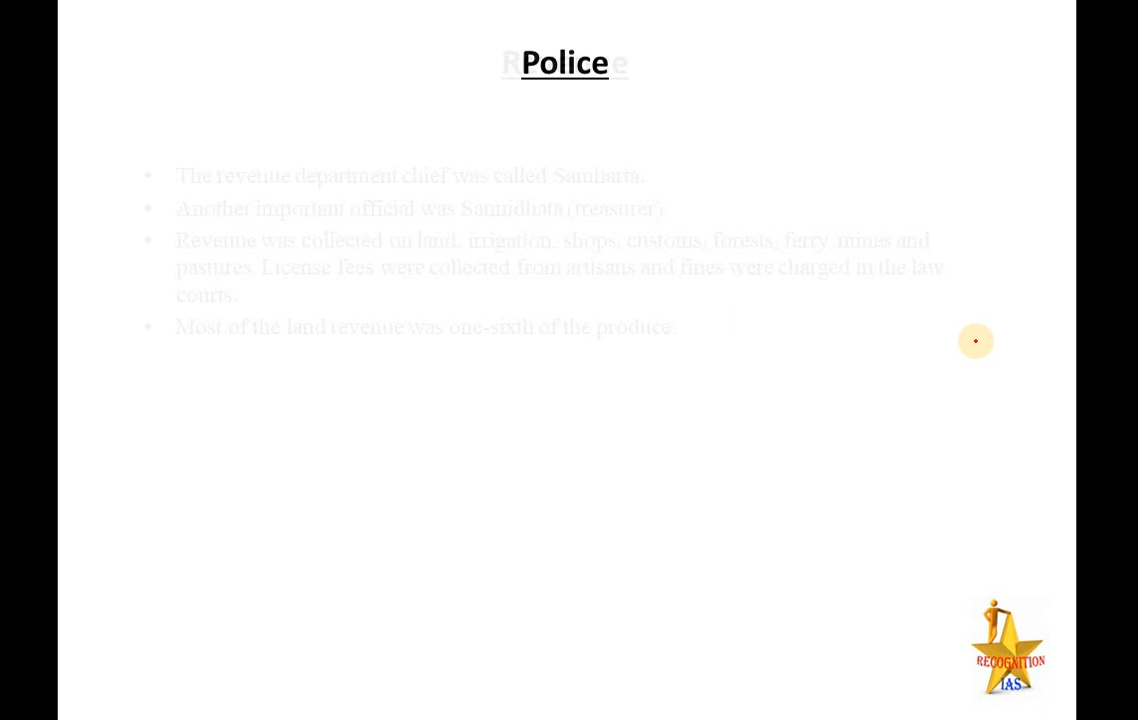 Police
• The revenue department chief was called Samharta.
• Another important official was Sannidhata (treasurer).
• Revenue was collected on land, irrigation, shops, customs, forests, ferry, mines and
pastures. License fees were collected from artisans and fines were charged in the law
courts.
• Most of the land revenue was one-sixth of the produce.
RECOGNITION
IAS